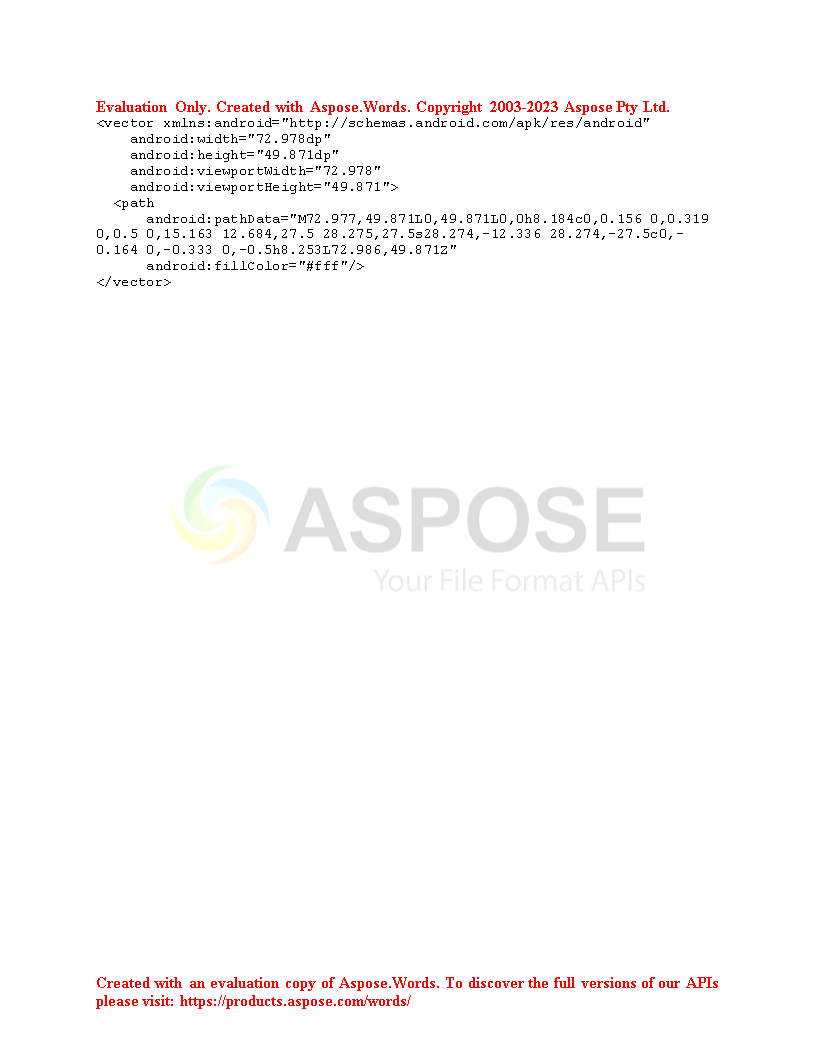 Evaluation Only. Created with Aspose.Words. Copyright 2003-2023 Aspose Pty Ltd.
<vector xmlns:android="http://schemas.android.com/apk/res/android"
    android:width="72.978dp"
    android:height="49.871dp"
    android:viewportWidth="72.978"
    android:viewportHeight="49.871">
  <path
      android:pathData="M72.977,49.871L0,49.871L0,0h8.184c0,0.156 0,0.319
0,0.5 0,15.163 12.684,27.5 28.275,27.5s28.274,-12.336 28.274,-27.5c0,-
0.164 0,-0.333 0,-0.5h8.253L72.986,49.871Z"
      android:fillColor="#fff"/>
</vector>
ASPOSE
Your File Format APIs
Created with an evaluation copy of Aspose.Words. To discover the full versions of our APIs
please visit: https://products.aspose.com/words/